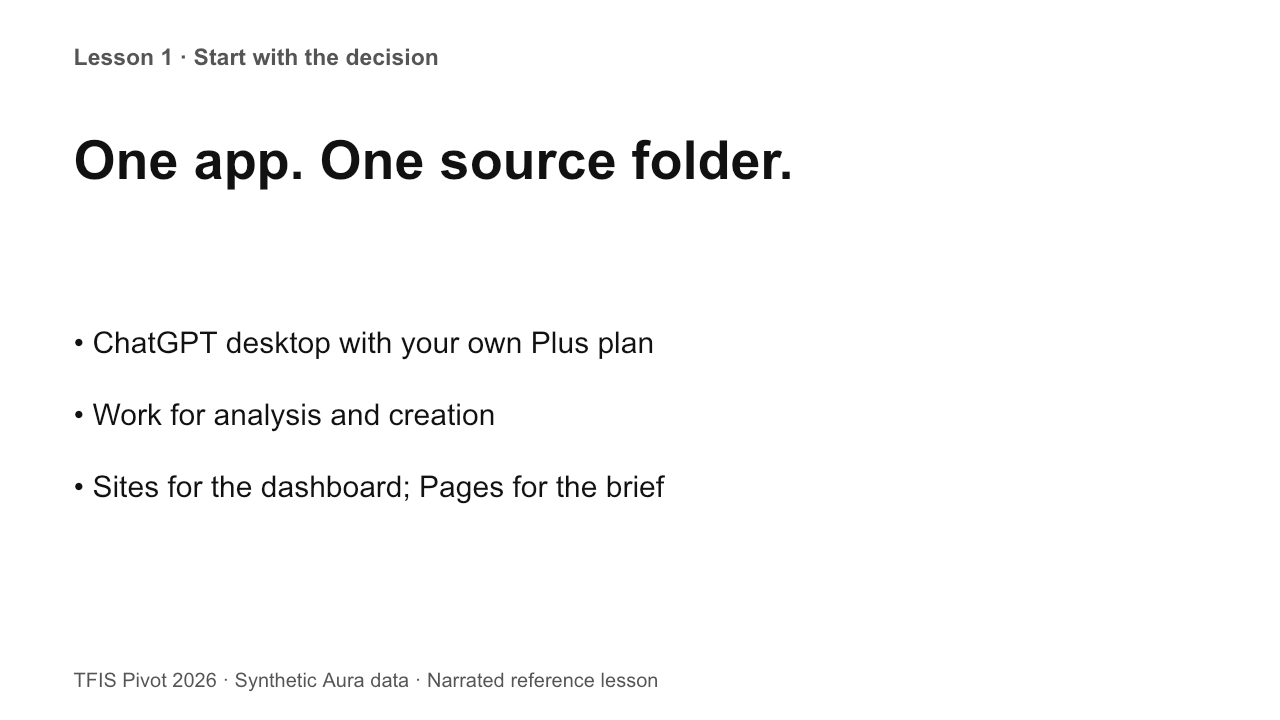 Lesson 1 · Start with the decision
One app. One source folder.
• ChatGPT desktop with your own Plus plan
• Work for analysis and creation
• Sites for the dashboard; Pages for the brief
TFIS Pivot 2026 · Synthetic Aura data · Narrated reference lesson